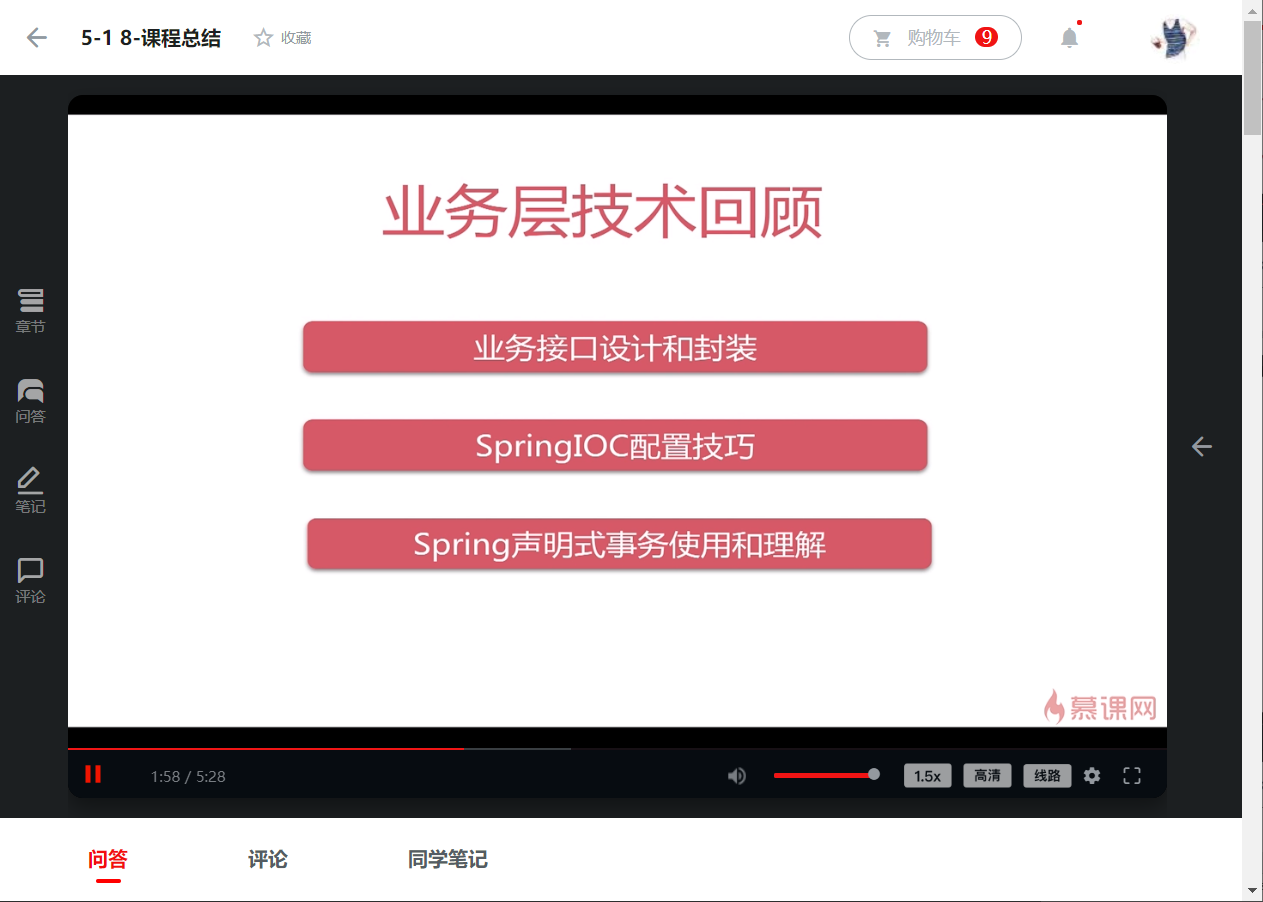 5-1 8-课程总结
收藏
购物车 9
业务层技术回顾
业务接口设计和封装
SpringIOC配置技巧
Spring声明式事务使用和理解
章节
问答
笔记
评论
慕课网
1:58 / 5:28
1.5x 高清 线路
问答 评论 同学笔记